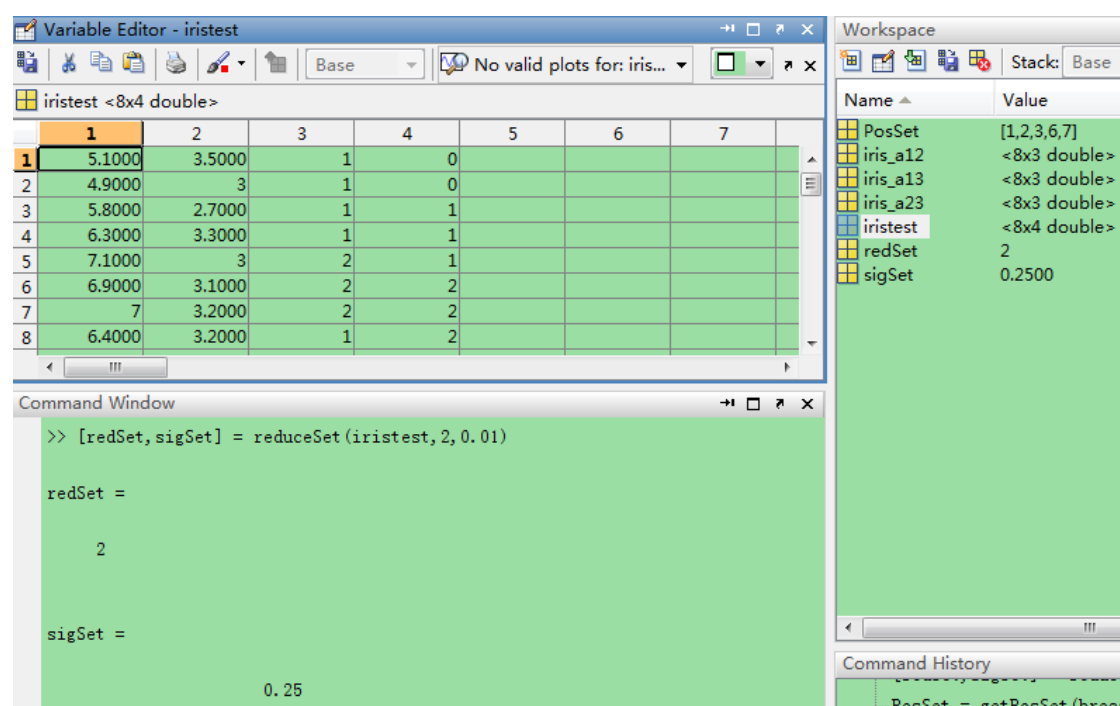 Variable Editor - iristest
Base
No valid plots for: iris...
iristest <8x4 double>
1 2 3 4 5 6 7
1 5.1000 3.5000 1 0
2 4.9000 3 1 0
3 5.8000 2.7000 1 1
4 6.3000 3.3000 1 1
5 7.1000 3 2 1
6 6.9000 3.1000 2 2
7 7 3.2000 2 2
8 6.4000 3.2000 1 2
Command Window
>> [redSet,sigSet] = reduceSet(iristest,2,0.01)
redSet =
2
sigSet =
0.25
Workspace
Stack: Base
Name Value
PosSet [1,2,3,6,7]
iris_a12 <8x3 double>
iris_a13 <8x3 double>
iris_a23 <8x3 double>
iristest <8x4 double>
redSet 2
sigSet 0.2500
Command History